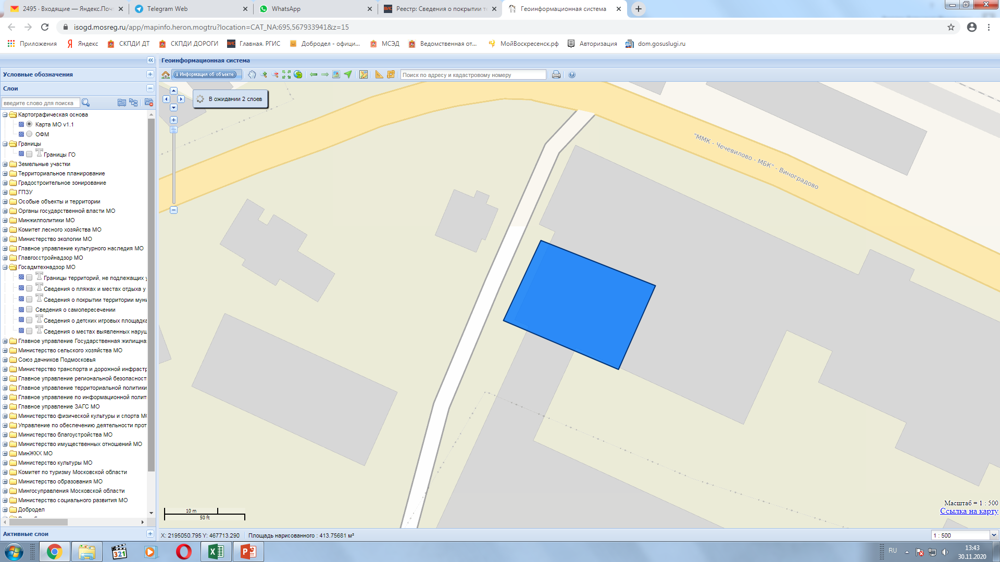 2495 · Входящие — Яндекс.Поч
Telegram Web
WhatsApp
Реестр: Сведения о покрытии т
Геоинформационная система
isogd.mosreg.ru/app/mapinfo.heron.mogtru?location=CAT_NA:695,567933941&z=15
Приложения
Яндекс
СКПДИ ДТ
СКПДИ ДОРОГИ
ВИС
Главная. РГИС
Добродел - офици...
МСЭД
Ведомственная от...
МойВоскресенск.рф
Авторизация
dom.gosuslugi.ru
Геоинформационная система
Условные обозначения
Информация об объекте
Поиск по адресу и кадастровому номеру
Слои
введите слово для поиска
В ожидании 2 слоев
Картографическая основа
Карта МО v1.1
ОФМ
Границы
Границы ГО
Земельные участки
Территориальное планирование
Градостроительное зонирование
ГПЗУ
Особые объекты и территории
Органы государственной власти МО
Минжилполитики МО
Комитет лесного хозяйства МО
Министерство экологии МО
Главное управление культурного наследия МО
Главгосстройнадзор МО
Госадмтехнадзор МО
Границы территорий, не подлежащих у
Сведения о пляжах и местах отдыха у
Сведения о покрытии территории муни
Сведения о самопересечении
Сведения о детских игровых площадка
Сведения о местах выявленных наруш
Главное управление Государственная жилищна
Министерство сельского хозяйства МО
Союз дачников Подмосковья
Министерство транспорта и дорожной инфрастр
Главное управление региональной безопасност
Главное управление территориальной политики
Главное управление по информационной полит
Главное управление ЗАГС МО
Министерство физической культуры и спорта МО
Управление по обеспечению деятельности прот
Министерство благоустройства МО
Министерство имущественных отношений МО
МинЖКХ МО
Министерство культуры МО
Комитет по туризму Московской области
Министерство образования МО
Мингосуправления Московской области
Министерство социального развития МО
Добродел
Активные слои
"ММК - Чечевилово - МБК" - Виноградово
10 m
50 ft
Масштаб = 1 : 500
Ссылка на карту
X: 2195050.795 Y: 467713.290
Площадь нарисованного : 413.75681 м²
1 : 500
321
RU
13:43
30.11.2020